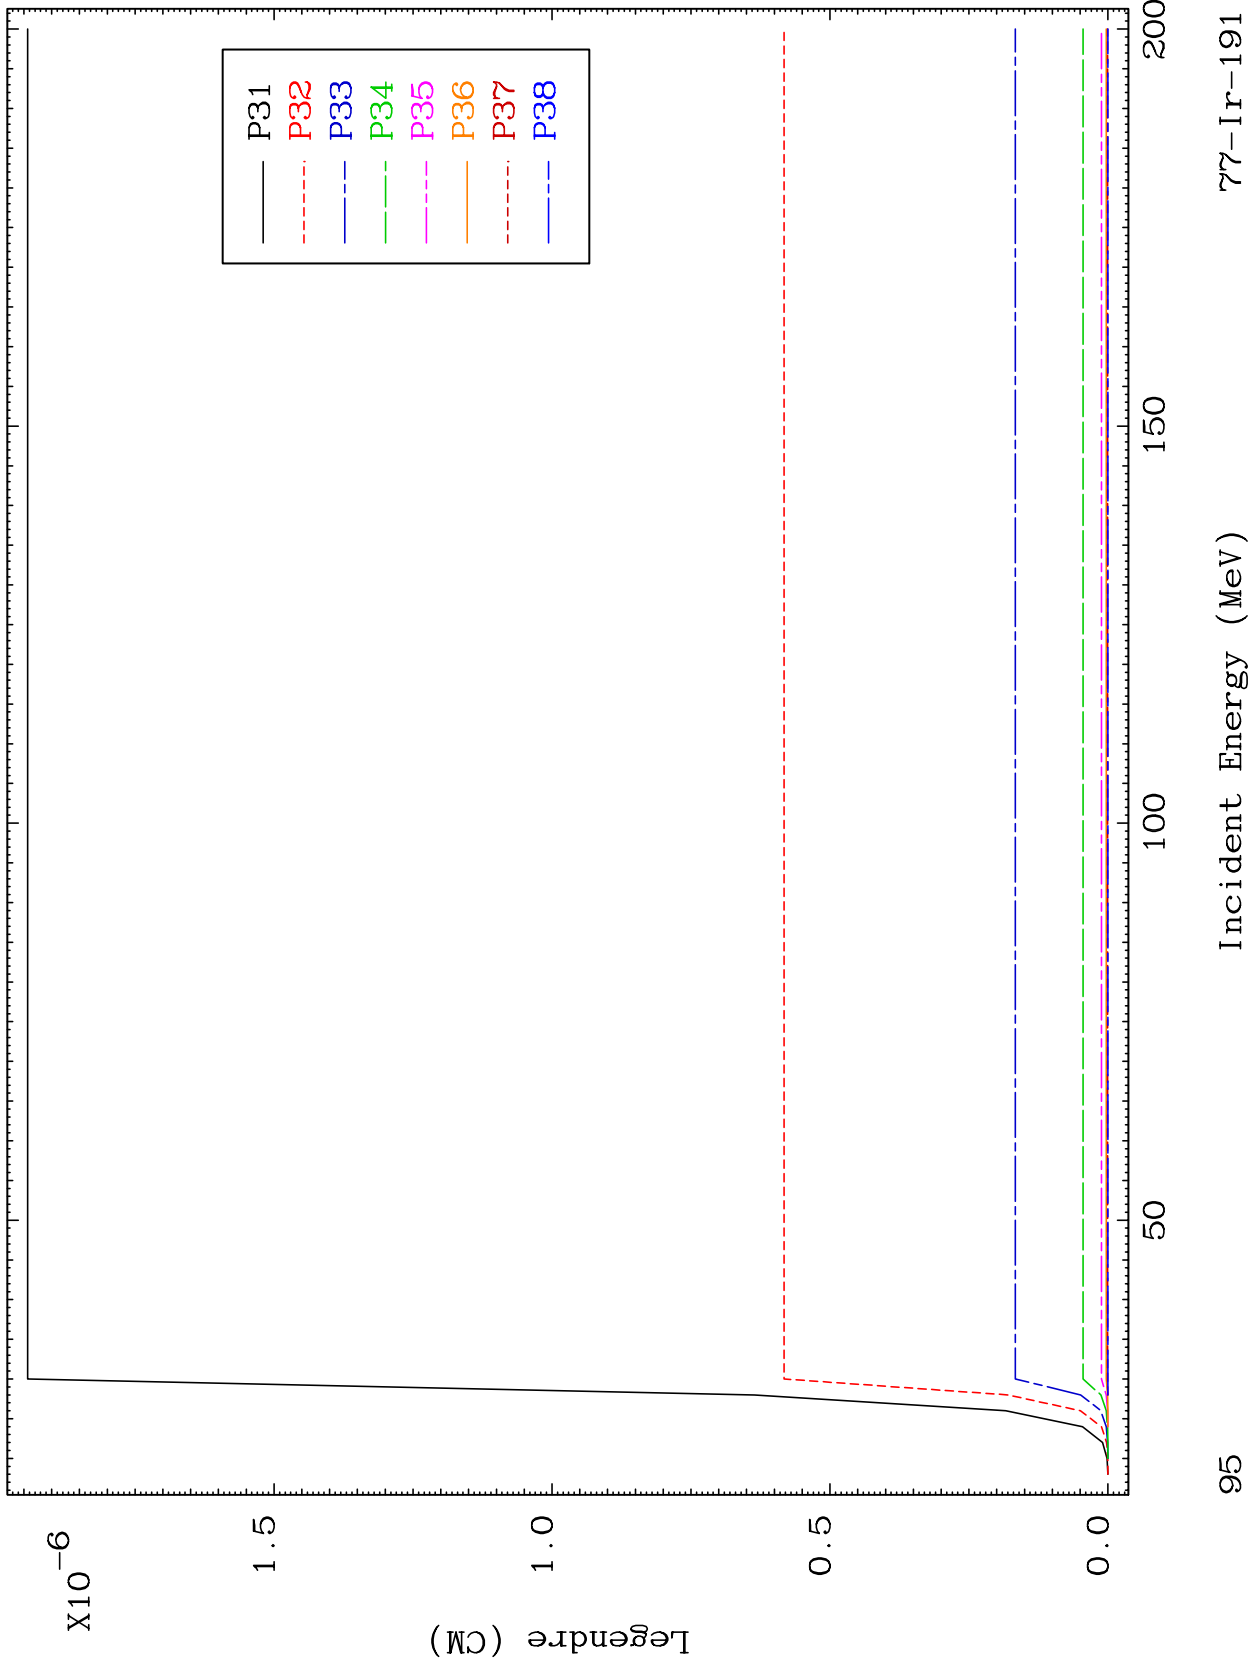 X10-6
1.5
1.0
0.5
0.0
Legendre (CM)
P31
P32
P33
P34
P35
P36
P37
P38
50
100
150
200
Incident Energy (MeV)
95
77-Ir-191